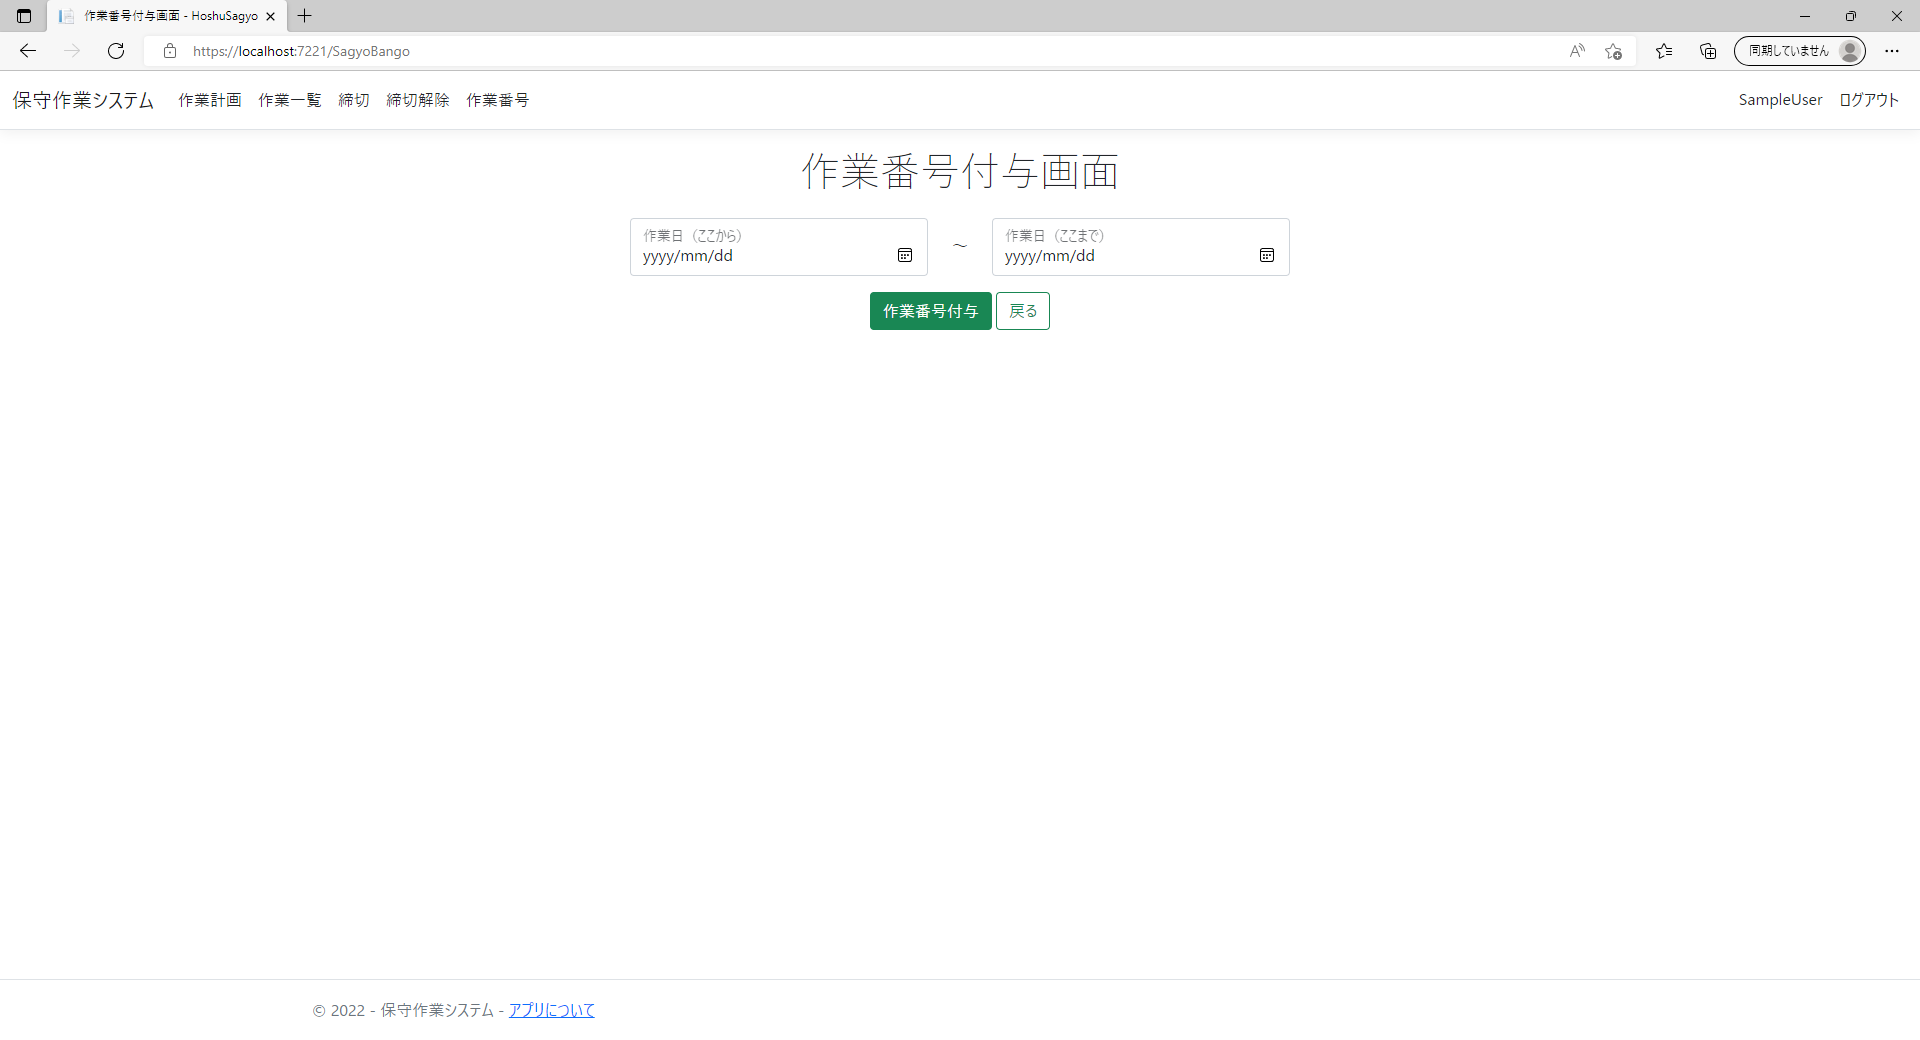 作業番号付与画面 - HoshuSagyo
https://localhost:7221/SagyoBango
同期していません
保守作業システム 作業計画 作業一覧 締切 締切解除 作業番号 SampleUser ログアウト
作業番号付与画面
作業日（ここから）
yyyy/mm/dd
～
作業日（ここまで）
yyyy/mm/dd
作業番号付与 戻る
© 2022 - 保守作業システム - アプリについて